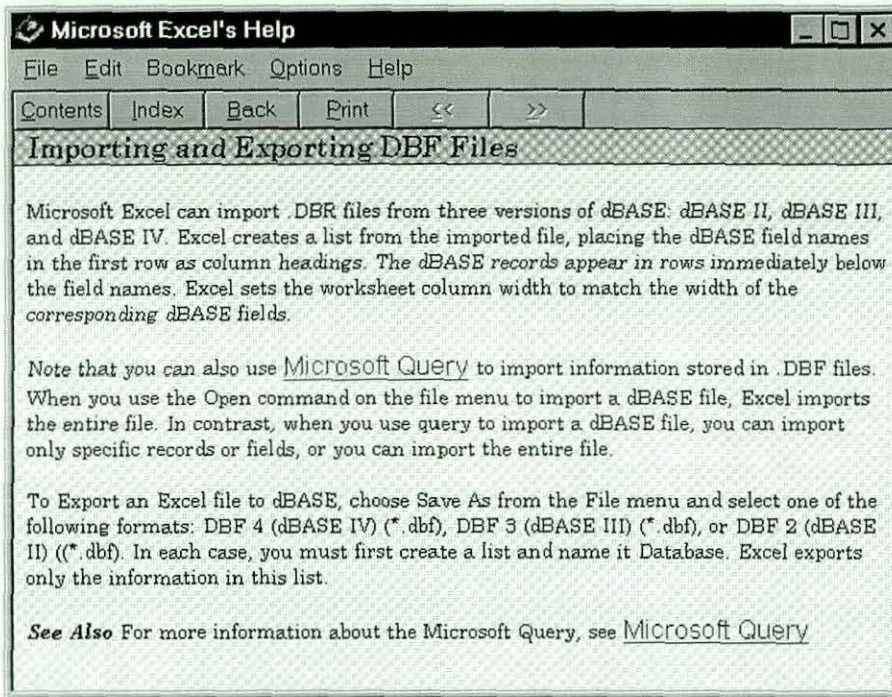 Microsoft Excel's Help
File Edit Bookmark Options Help
Contents Index Back Print << >>
Importing and Exporting DBF Files
Microsoft Excel can import .DBR files from three versions of dBASE: dBASE II, dBASE III,
and dBASE IV. Excel creates a list from the imported file, placing the dBASE field names
in the first row as column headings. The dBASE records appear in rows immediately below
the field names. Excel sets the worksheet column width to match the width of the
corresponding dBASE fields.
Note that you can also use Microsoft Query to import information stored in .DBF files.
When you use the Open command on the file menu to import a dBASE file, Excel imports
the entire file. In contrast, when you use query to import a dBASE file, you can import
only specific records or fields, or you can import the entire file.
To Export an Excel file to dBASE, choose Save As from the File menu and select one of the
following formats: DBF 4 (dBASE IV) (*.dbf), DBF 3 (dBASE III) (*.dbf), or DBF 2 (dBASE
II) ((*.dbf). In each case, you must first create a list and name it Database. Excel exports
only the information in this list.
See Also For more information about the Microsoft Query, see Microsoft Query